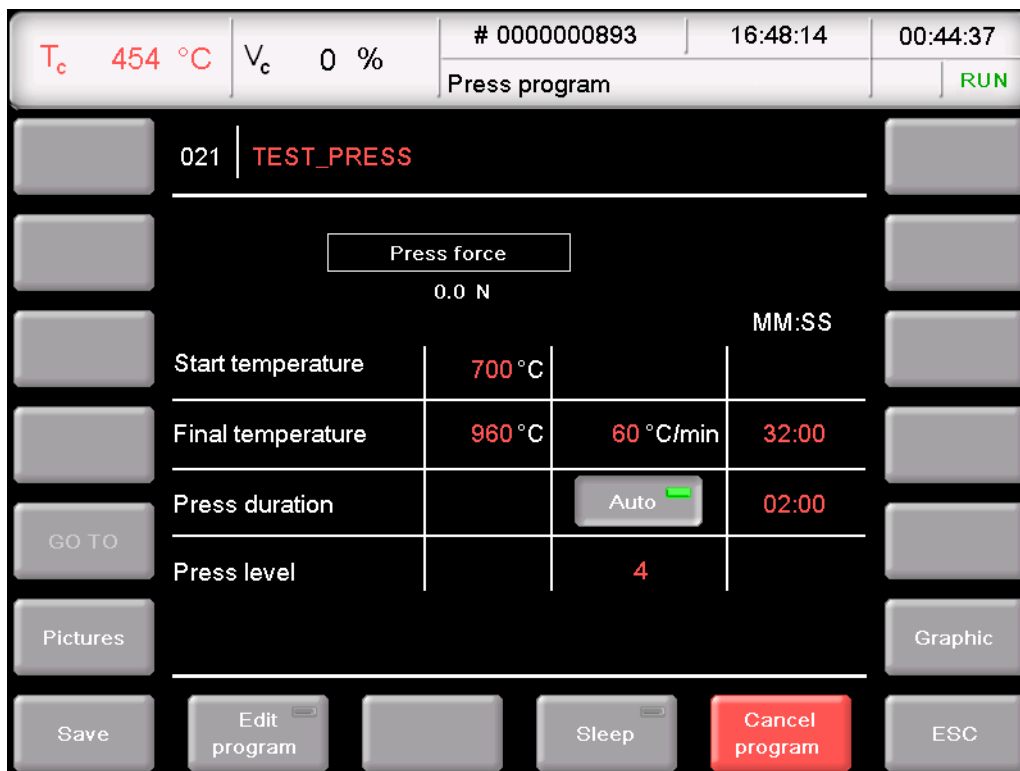 Tc 454 °C Vc 0 % # 0000000893 16:48:14 00:44:37
Press program RUN
021 TEST_PRESS
Press force
0.0 N
MM:SS
Start temperature 700 °C
Final temperature 960 °C 60 °C/min 32:00
Press duration Auto 02:00
GO TO
Press level 4
Pictures Graphic
Save Edit program Sleep Cancel program ESC